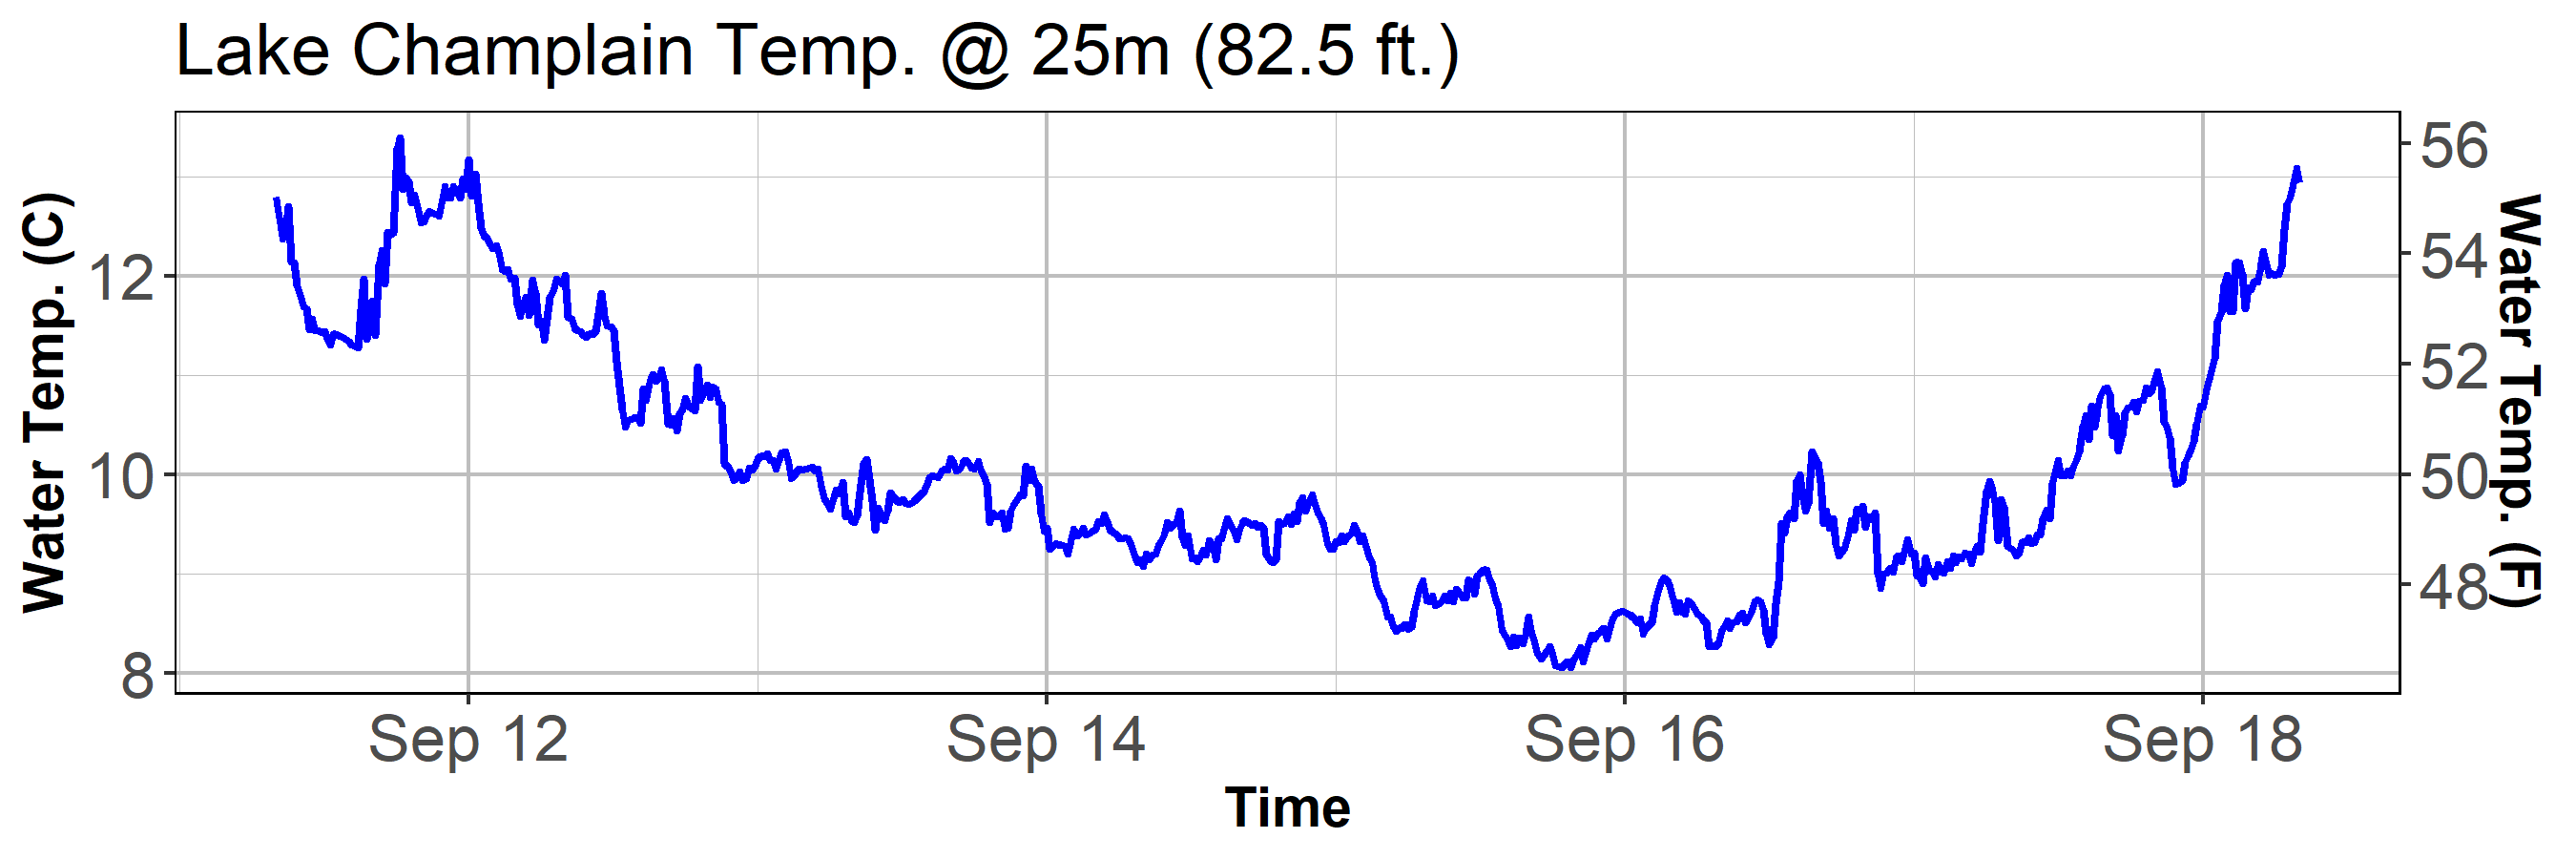 Lake Champlain Temp. @ 25m (82.5 ft.)
Water Temp. (C)
12
10
8
56
54
52
50
48
Water Temp. (F)
Sep 12
Sep 14
Sep 16
Sep 18
Time